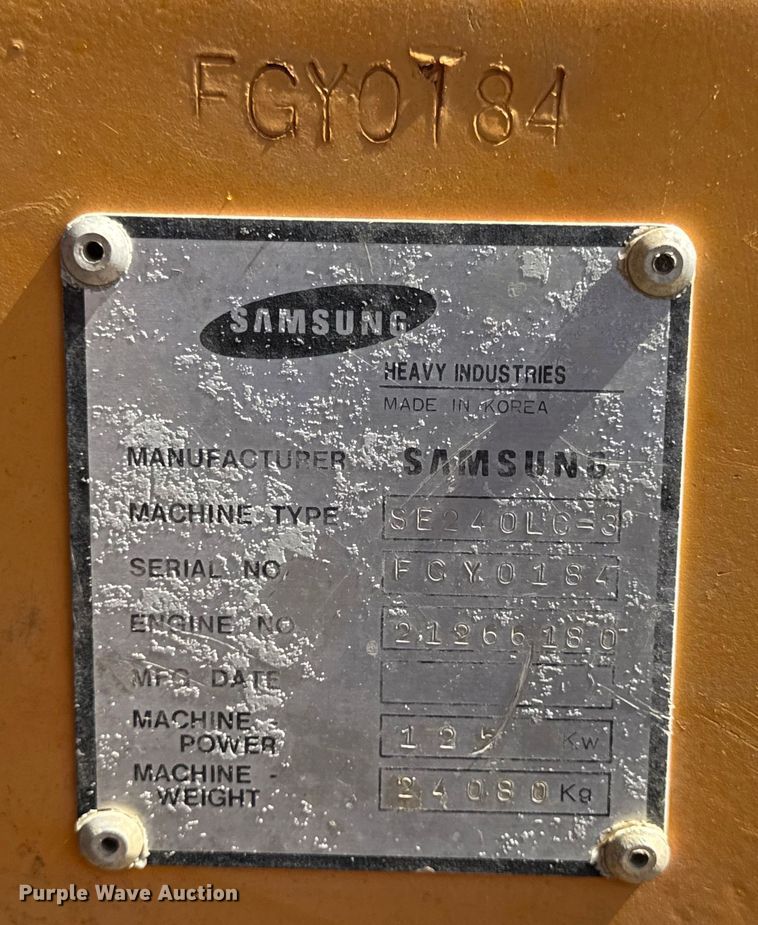 FGY0184
SAMSUNG
HEAVY INDUSTRIES
MADE IN KOREA
MANUFACTURER SAMSUNG
MACHINE TYPE SE240LC-3
SERIAL NO. FGY0184
ENGINE NO. 21266180
MFG DATE
MACHINE POWER 125 Kw
MACHINE WEIGHT 24080 Kg
Purple Wave Auction